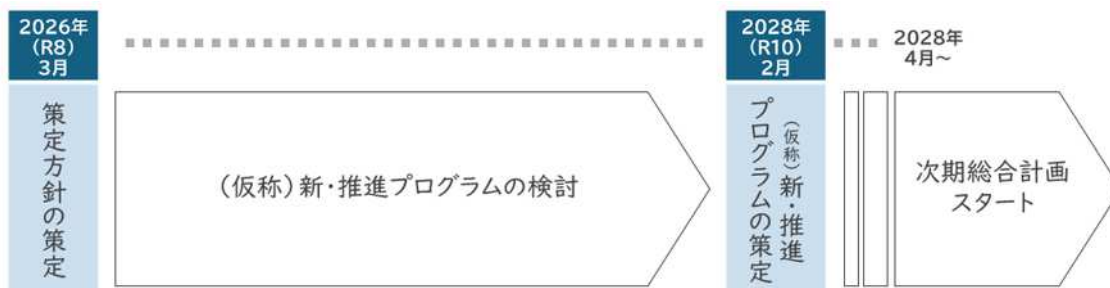 2026年
(R8)
3月
策定方針の策定
(仮称)新・推進プログラムの検討
2028年
(R10)
2月
(仮称)新・推進
プログラムの策定
2028年
4月~
次期総合計画
スタート